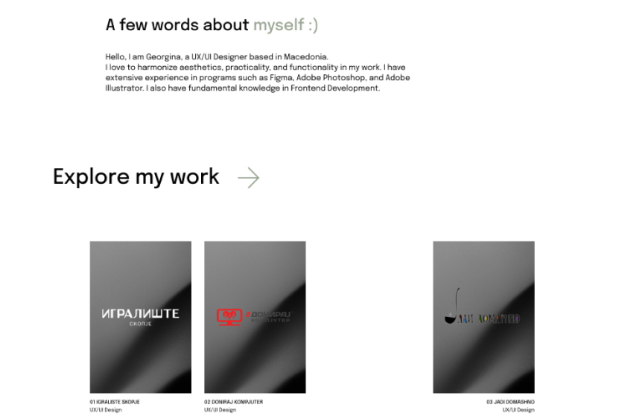 A few words about myself :)
Hello, I am Georgina, a UX/UI Designer based in Macedonia.
I love to harmonize aesthetics, practicality, and functionality in my work. I have
extensive experience in programs such as Figma, Adobe Photoshop, and Adobe
Illustrator. I also have fundamental knowledge in Frontend Development.
Explore my work
ИГРАЛИШТЕ
СКОПЈЕ
01 IGRALISTE SKOPJE
UX/UI Design
02 DONIRAJ KOMPJUTER
UX/UI Design
03 JADI DOMASHNO
UX/UI Design